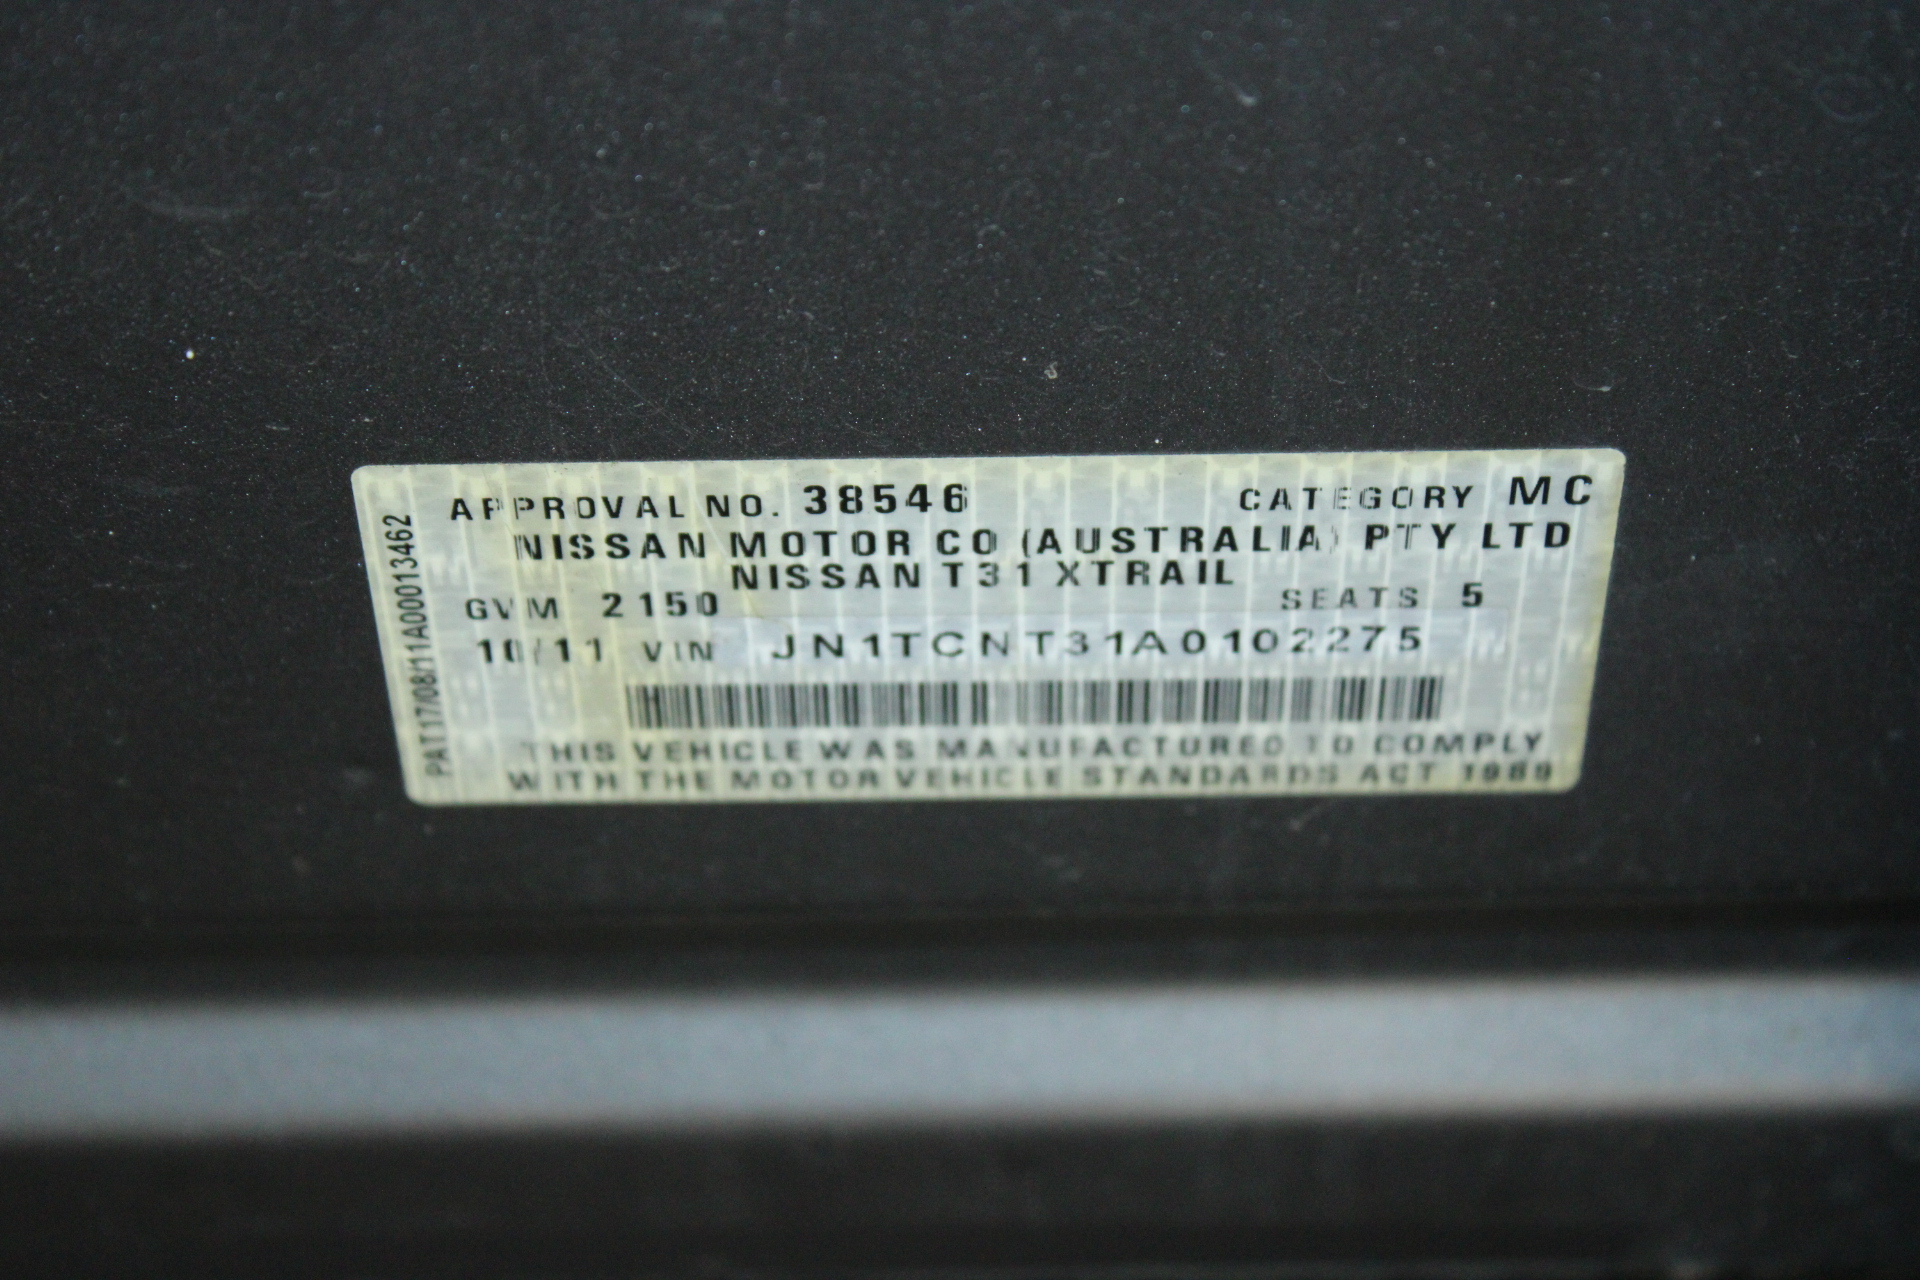 APPROVAL NO. 38546 CATEGORY MC
NISSAN MOTOR CO (AUSTRALIA) PTY LTD
NISSAN T31 XTRAIL
GVM 2150 SEATS 5
10/11 VIN JN1TCNT31A0102275
THIS VEHICLE WAS MANUFACTURED TO COMPLY
WITH THE MOTOR VEHICLE STANDARDS ACT 1989
PAT17/08/11A00013462